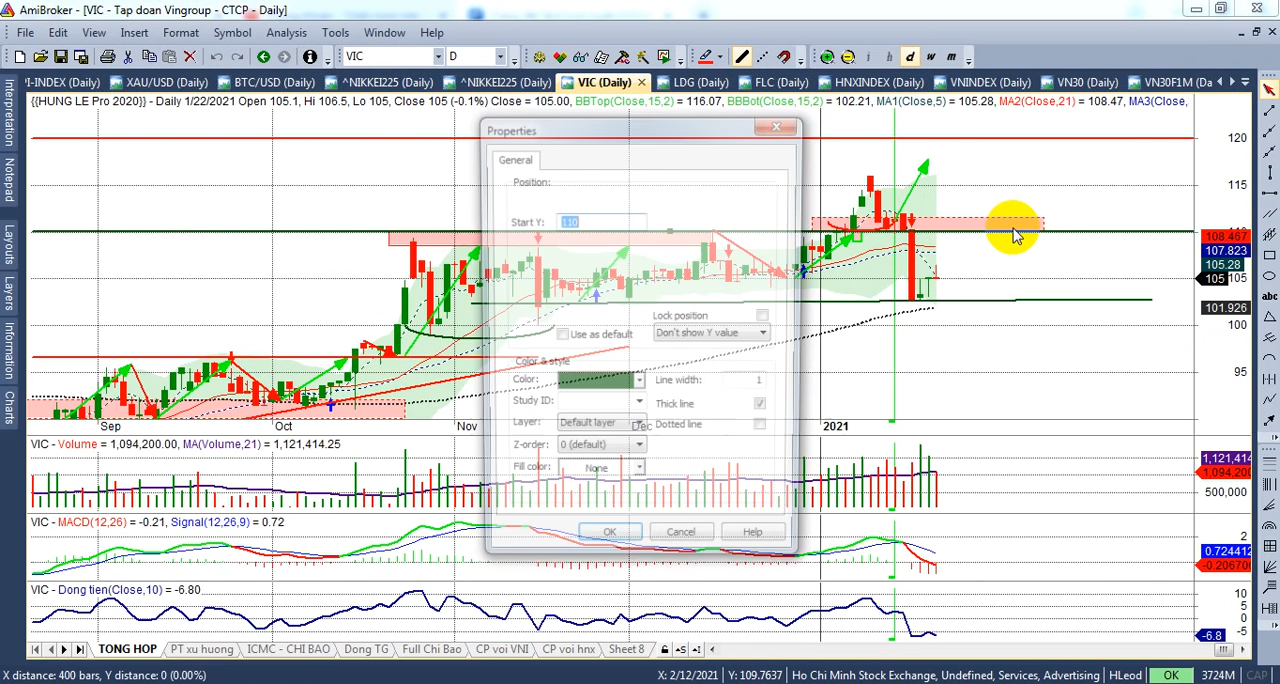 AmiBroker - [VIC - Tap doan Vingroup - CTCP - Daily]
File Edit View Insert Format Symbol Analysis Tools Window Help
VIC D i h d w m
I-INDEX (Daily) XAU/USD (Daily) BTC/USD (Daily) ^NIKKEI225 (Daily) ^NIKKEI225 (Daily) VIC (Daily) LDG (Daily) FLC (Daily) HNXINDEX (Daily) VNINDEX (Daily) VN30 (Daily) VN30F1M (Da
{{HUNG LE Pro 2020}} - Daily 1/22/2021 Open 105.1, Hi 106.5, Lo 105, Close 105 (-0.1%) Close = 105.00, BBTop(Close,15,2) = 116.07, BBBot(Close,15,2) = 102.21, MA1(Close,5) = 105.28, MA2(Close,21) = 108.47, MA3(Close,
Interpretation
Notepad
Layouts
Layers
Information
Charts
Properties
General
Position:
Start Y: 110
Lock position
Use as default Don't show Y value
Color & style
Color: Line width: 1
Study ID: Thick line
Layer: Default layer Dotted line
Z-order: 0 (default)
Fill color: None
OK Cancel Help
120
115
108.467
107.823
105.28
105
101.926
100
95
Sep Oct Nov Dec 2021
VIC - Volume = 1,094,200.00, MA(Volume,21) = 1,121,414.25
1,121,414
1,094,200
500,000
VIC - MACD(12,26) = -0.21, Signal(12,26,9) = 0.72
2
0.724412
-0.20670
VIC - Dong tien(Close,10) = -6.80
10
5
0
-5
-6.8
TONG HOP PT xu huong ICMC - CHI BAO Dong TG Full Chi Bao CP voi VNI CP voi hnx Sheet 8
X distance: 400 bars, Y distance: 0 (0.00%) X: 2/12/2021 Y: 109.7637 Ho Chi Minh Stock Exchange, Undefined, Services, Advertising HLeod OK 3724M CAP